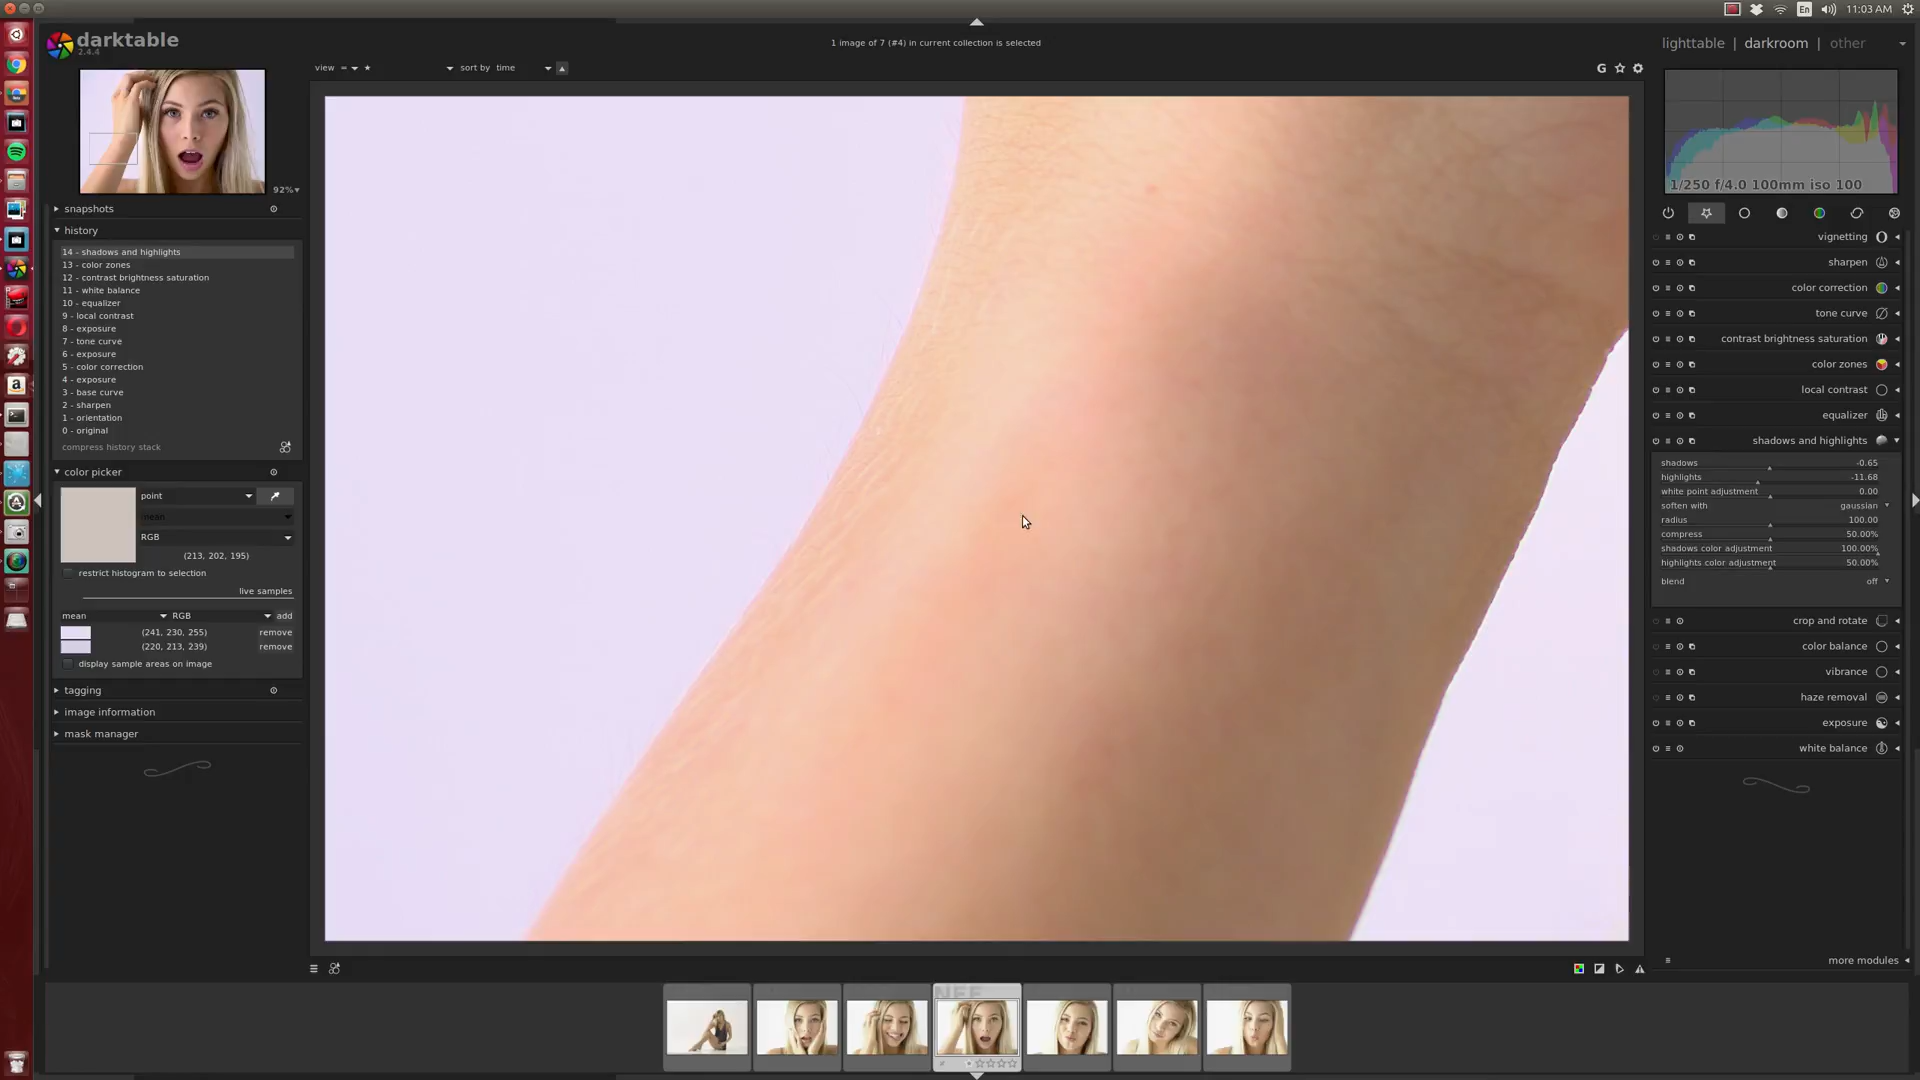 En
11:03 AM
darktable
2.4.4
1 image of 7 (#4) in current collection is selected
lighttable | darkroom | other
view
sort by time
G
92%
1/250 f/4.0 100mm iso 100
snapshots
history
14 - shadows and highlights
13 - color zones
12 - contrast brightness saturation
11 - white balance
10 - equalizer
9 - local contrast
8 - exposure
7 - tone curve
6 - exposure
5 - color correction
4 - exposure
3 - base curve
2 - sharpen
1 - orientation
0 - original
compress history stack
color picker
point
mean
RGB
(213, 202, 195)
restrict histogram to selection
live samples
mean RGB add
(241, 230, 255) remove
(220, 213, 239) remove
display sample areas on image
tagging
image information
mask manager
vignetting
sharpen
color correction
tone curve
contrast brightness saturation
color zones
local contrast
equalizer
shadows and highlights
shadows -0.65
highlights -11.68
white point adjustment 0.00
soften with gaussian
radius 100.00
compress 50.00%
shadows color adjustment 100.00%
highlights color adjustment 50.00%
blend off
crop and rotate
color balance
vibrance
haze removal
exposure
white balance
more modules